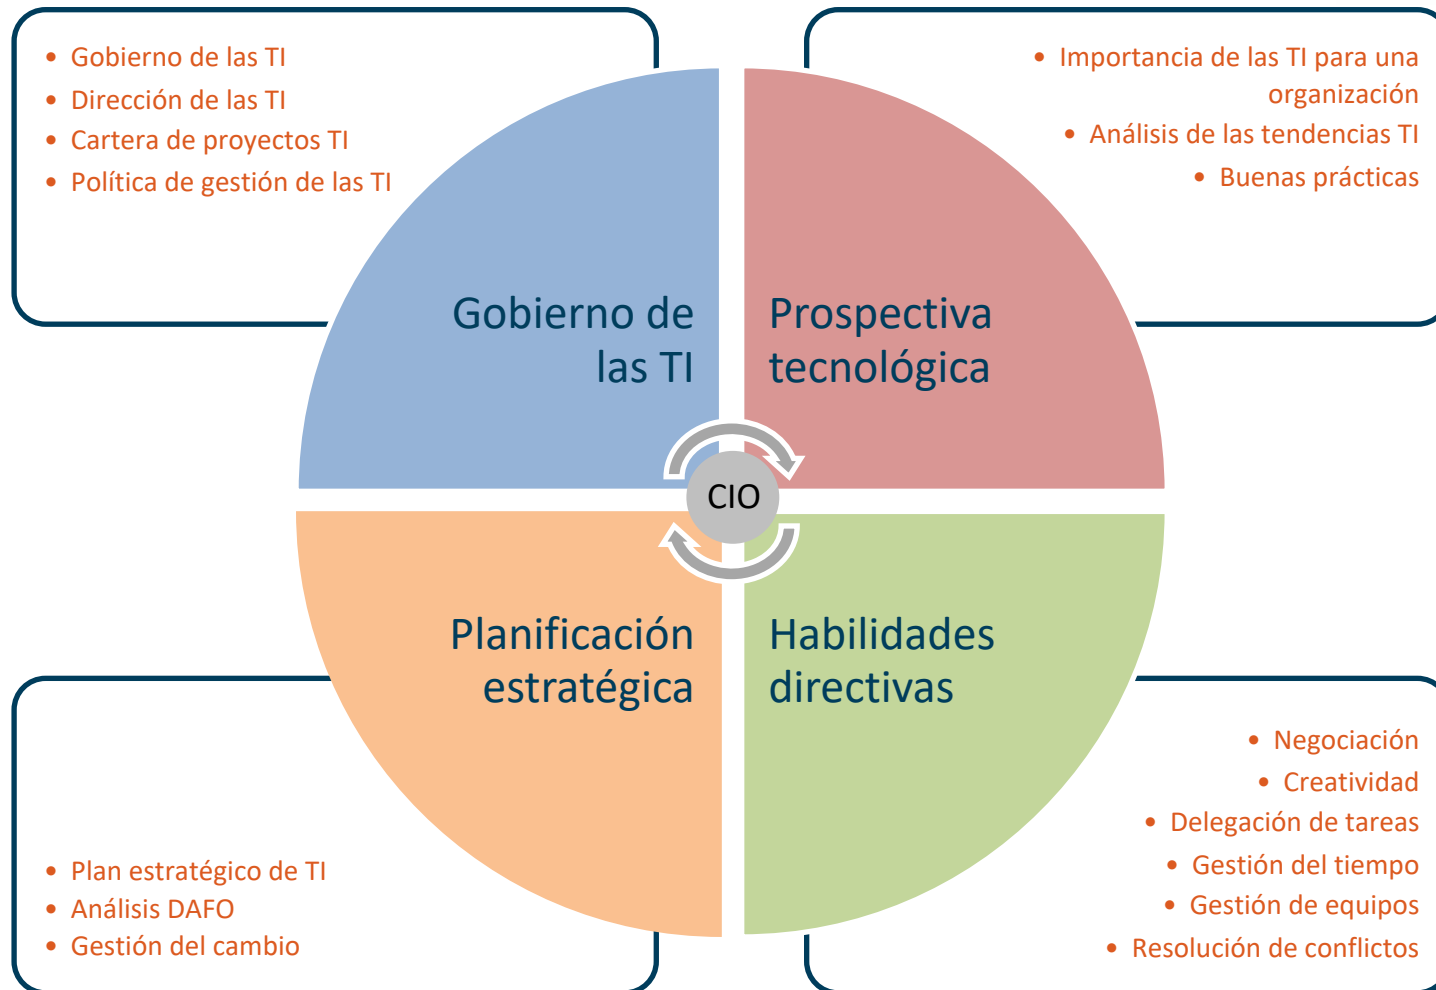 • Gobierno de las TI
• Dirección de las TI
• Cartera de proyectos TI
• Política de gestión de las TI
• Importancia de las TI para una
organización
• Análisis de las tendencias TI
• Buenas prácticas
Gobierno de
las TI
Prospectiva
tecnológica
CIO
Planificación
estratégica
Habilidades
directivas
• Plan estratégico de TI
• Análisis DAFO
• Gestión del cambio
• Negociación
• Creatividad
• Delegación de tareas
• Gestión del tiempo
• Gestión de equipos
• Resolución de conflictos